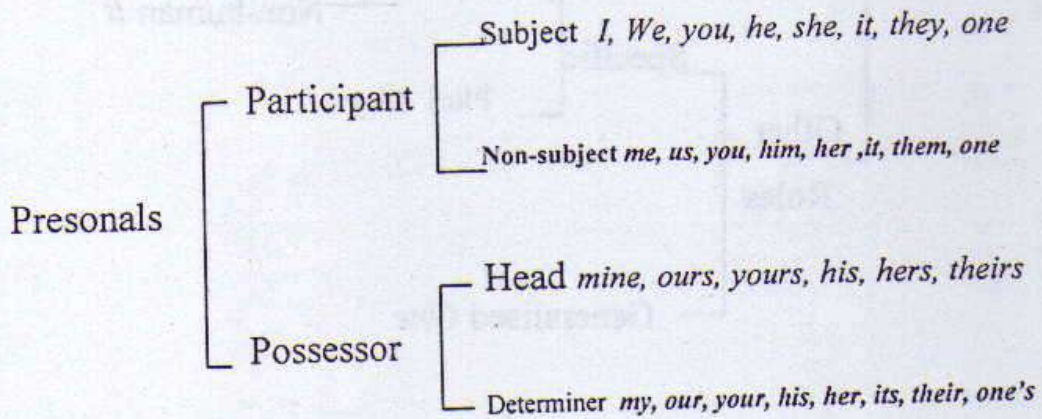 Subject I, We, you, he, she, it, they, one
Participant
Non-subject me, us, you, him, her ,it, them, one
Presonals
Head mine, ours, yours, his, hers, theirs
Possessor
Determiner my, our, your, his, her, its, their, one's